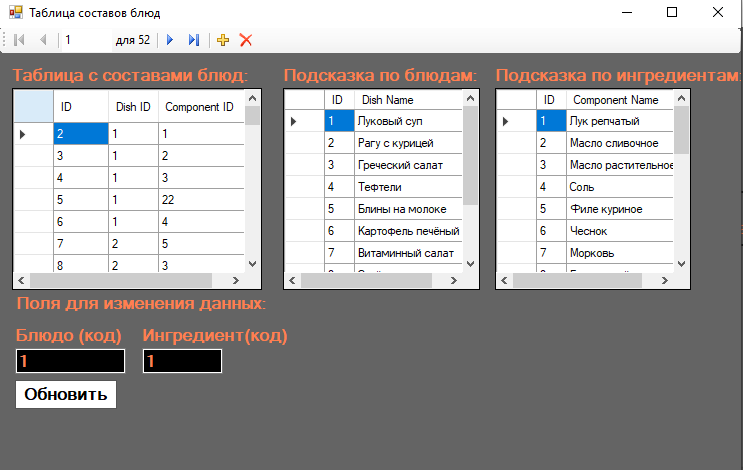 Таблица составов блюд
1 для 52
Таблица с составами блюд: Подсказка по блюдам: Подсказка по ингредиентам:
ID Dish ID Component ID
2 1 1
3 1 2
4 1 3
5 1 22
6 1 4
7 2 5
8 2 3
ID Dish Name
1 Луковый суп
2 Рагу с курицей
3 Греческий салат
4 Тефтели
5 Блины на молоке
6 Картофель печёный
7 Витаминный салат
8
ID Component Name
1 Лук репчатый
2 Масло сливочное
3 Масло растительное
4 Соль
5 Филе куриное
6 Чеснок
7 Морковь
8
Поля для изменения данных:
Блюдо (код) Ингредиент(код)
1 1
Обновить